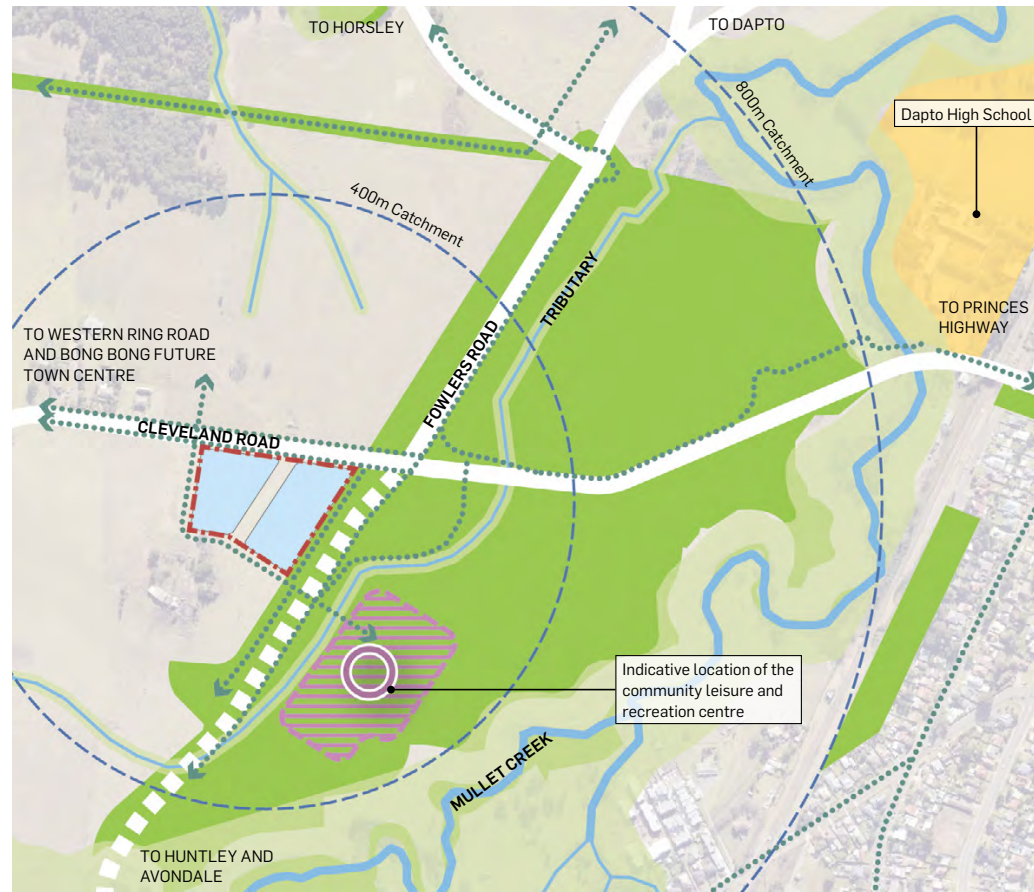 TO HORSLEY
TO DAPTO
800m Catchment
Dapto High School
400m Catchment
TRIBUTARY
FOWLERS ROAD
TO PRINCES
HIGHWAY
TO WESTERN RING ROAD
AND BONG BONG FUTURE
TOWN CENTRE
CLEVELAND ROAD
Indicative location of the
community leisure and
recreation centre
MULLET CREEK
TO HUNTLEY AND
AVONDALE